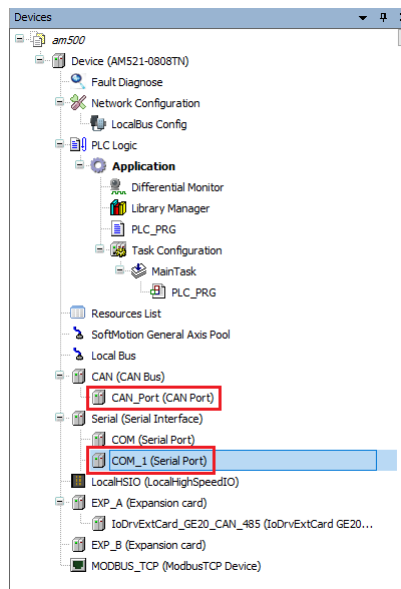 Devices
am500
Device (AM521-0808TN)
Fault Diagnose
Network Configuration
LocalBus Config
PLC Logic
Application
Differential Monitor
Library Manager
PLC_PRG
Task Configuration
MainTask
PLC_PRG
Resources List
SoftMotion General Axis Pool
Local Bus
CAN (CAN Bus)
CAN_Port (CAN Port)
Serial (Serial Interface)
COM (Serial Port)
COM_1 (Serial Port)
LocalHSIO (LocalHighSpeedIO)
EXP_A (Expansion card)
IoDrvExtCard_GE20_CAN_485 (IoDrvExtCard GE20...
EXP_B (Expansion card)
MODBUS_TCP (ModbusTCP Device)